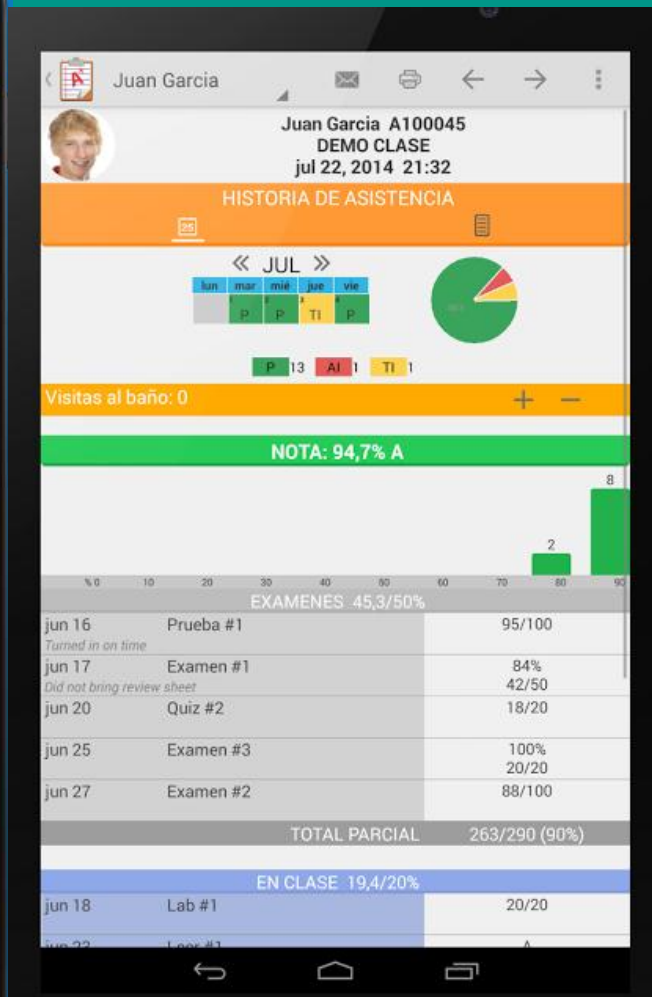 Juan Garcia
Juan Garcia A100045
DEMO CLASE
jul 22, 2014 21:32
HISTORIA DE ASISTENCIA
25
JUL
lun mar mié jue vie
1 2 3 4
P P TI P
P 13 AI 1 TI 1
Visitas al baño: 0
NOTA: 94,7% A
8
2
% 0 10 20 30 40 50 60 70 80 90
EXAMENES 45,3/50%
jun 16 Prueba #1 95/100
Turned in on time
jun 17 Examen #1 84%
Did not bring review sheet 42/50
jun 20 Quiz #2 18/20
jun 25 Examen #3 100%
20/20
jun 27 Examen #2 88/100
TOTAL PARCIAL 263/290 (90%)
EN CLASE 19,4/20%
jun 18 Lab #1 20/20